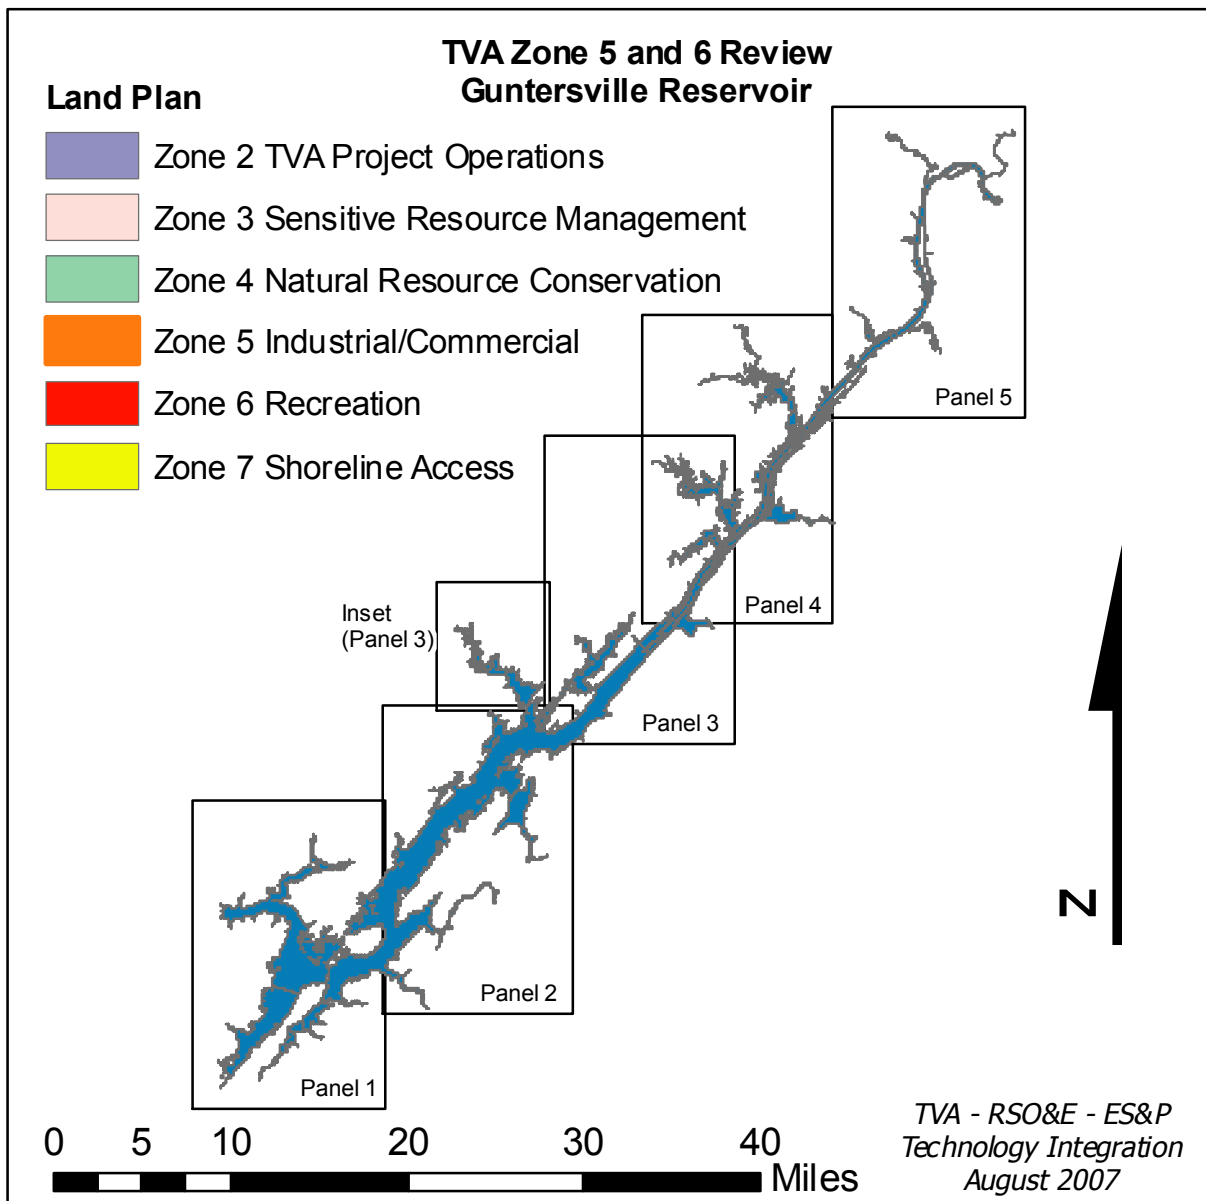 TVA Zone 5 and 6 Review
Guntersville Reservoir
Land Plan
Zone 2 TVA Project Operations
Zone 3 Sensitive Resource Management
Zone 4 Natural Resource Conservation
Zone 5 Industrial/Commercial
Zone 6 Recreation
Zone 7 Shoreline Access
Panel 5
Panel 4
Inset
(Panel 3)
Panel 3
Panel 2
Panel 1
N
0 5 10 20 30 40
Miles
TVA - RSO&E - ES&P
Technology Integration
August 2007